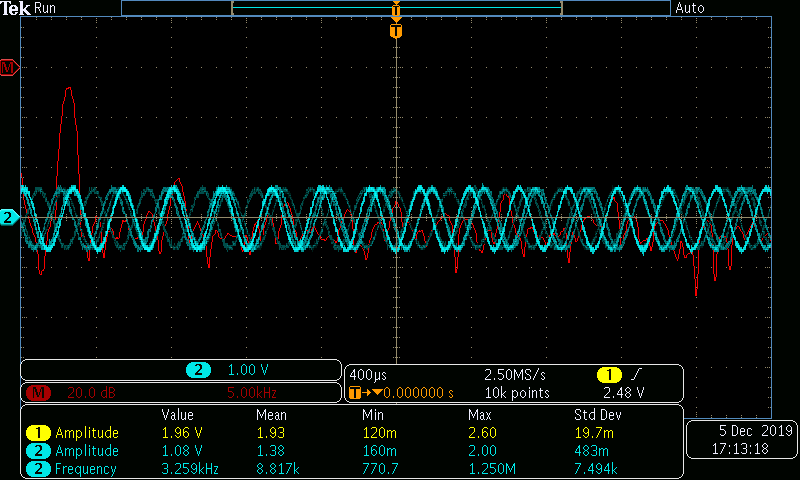 Tek Run Auto
T
T
M
2
2 1.00 V
M 20.0 dB 5.00kHz
400µs 2.50MS/s 1
T→▼0.000000 s 10k points 2.48 V
Value Mean Min Max Std Dev
1 Amplitude 1.96 V 1.93 120m 2.60 19.7m
2 Amplitude 1.08 V 1.38 160m 2.00 483m
2 Frequency 3.259kHz 8.817k 770.7 1.250M 7.494k
5 Dec 2019
17:13:18